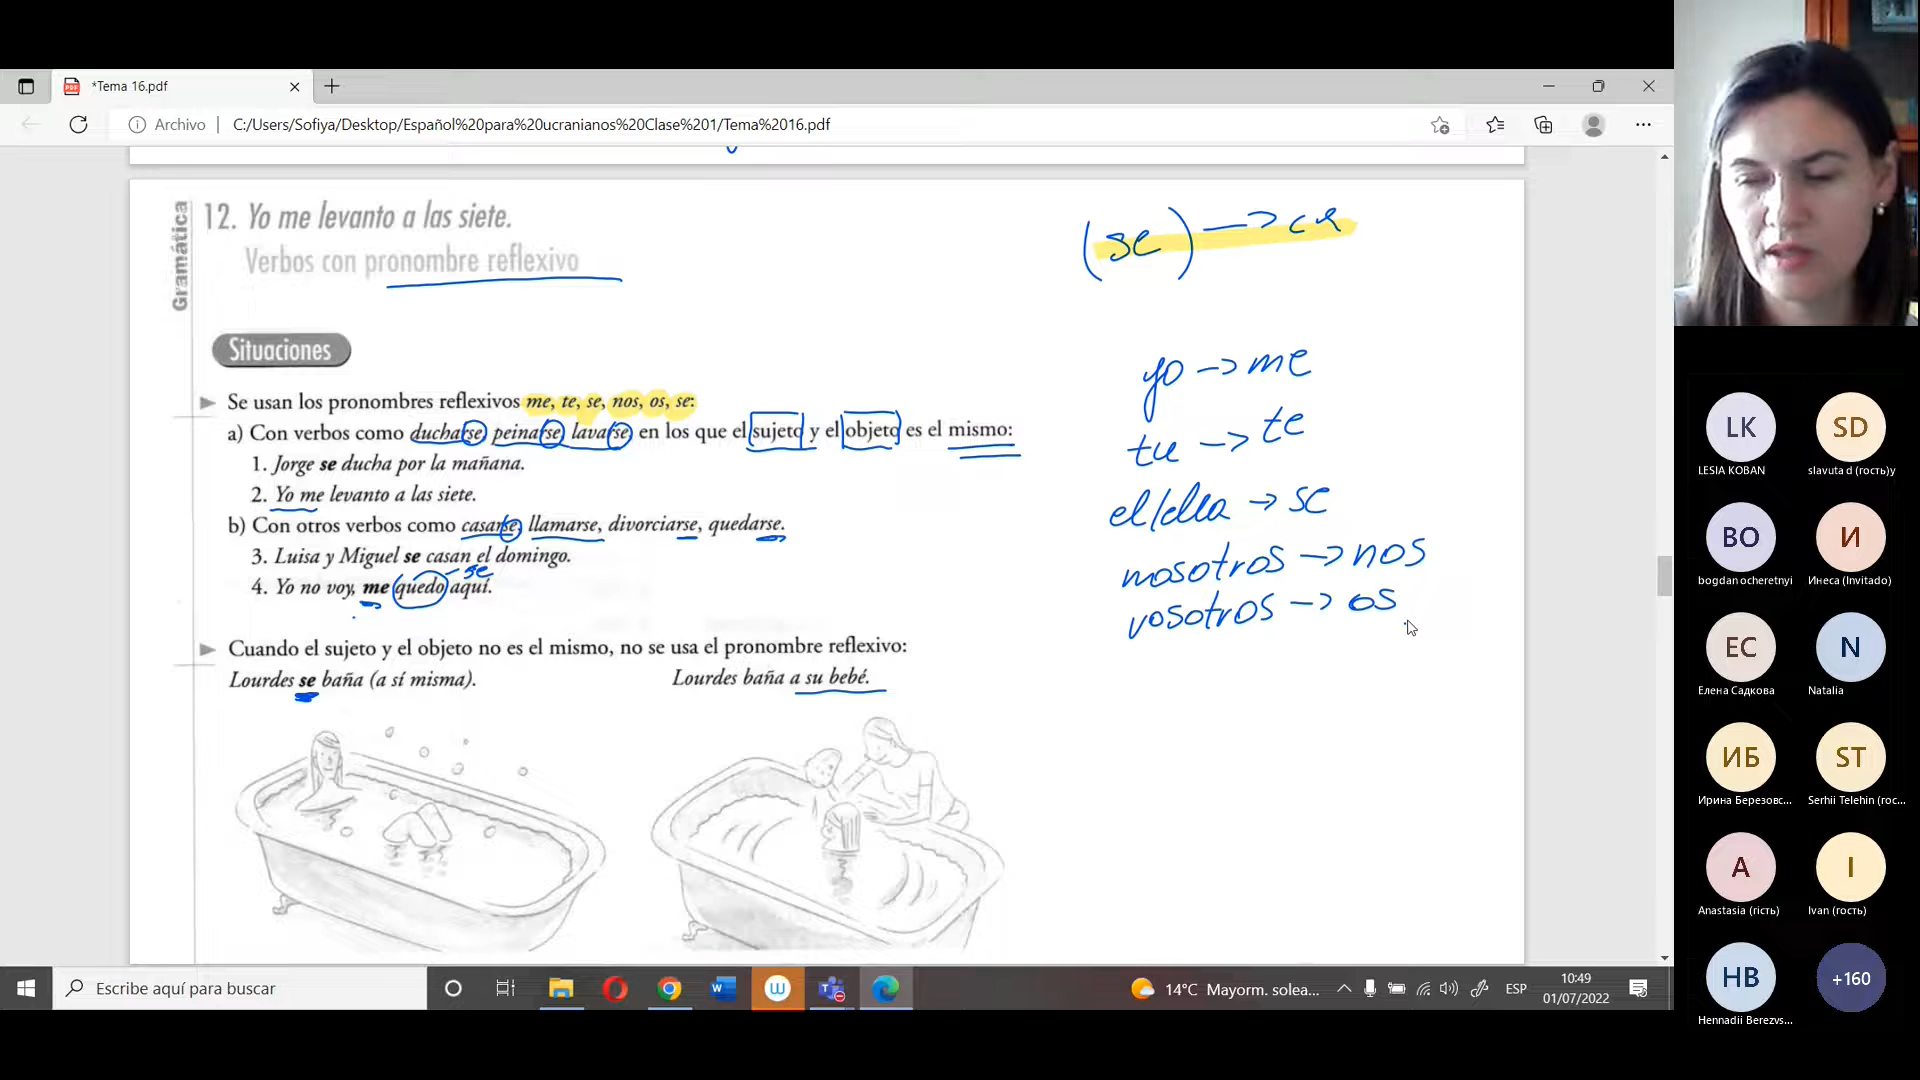 *Tema 16.pdf
Archivo | C:/Users/Sofiya/Desktop/Español%20para%20ucranianos%20Clase%201/Tema%2016.pdf
Gramática
12. Yo me levanto a las siete.
Verbos con pronombre reflexivo
(se) -> ся
Situaciones
Se usan los pronombres reflexivos me, te, se, nos, os, se:
a) Con verbos como ducharse, peinarse, lavarse, en los que el sujeto y el objeto es el mismo:
1. Jorge se ducha por la mañana.
2. Yo me levanto a las siete.
b) Con otros verbos como casarse, llamarse, divorciarse, quedarse.
3. Luisa y Miguel se casan el domingo.
se
4. Yo no voy, me quedo aquí.
Cuando el sujeto y el objeto no es el mismo, no se usa el pronombre reflexivo:
Lourdes se baña (a sí misma).
Lourdes baña a su bebé.
yo -> me
tu -> te
el/ella -> se
nosotros -> nos
vosotros -> os
LK
LESIA KOBAN
SD
slavuta d (гость)y
BO
bogdan ocheretnyi
И
Инеса (Invitado)
ЕС
Елена Садкова
N
Natalia
ИБ
Ирина Березовс...
ST
Serhii Telehin (гос...
A
Anastasia (гість)
I
Ivan (гость)
HB
Hennadii Berezvs...
+160
Escribe aquí para buscar
14°C Mayorm. solea...
ESP
10:49
01/07/2022